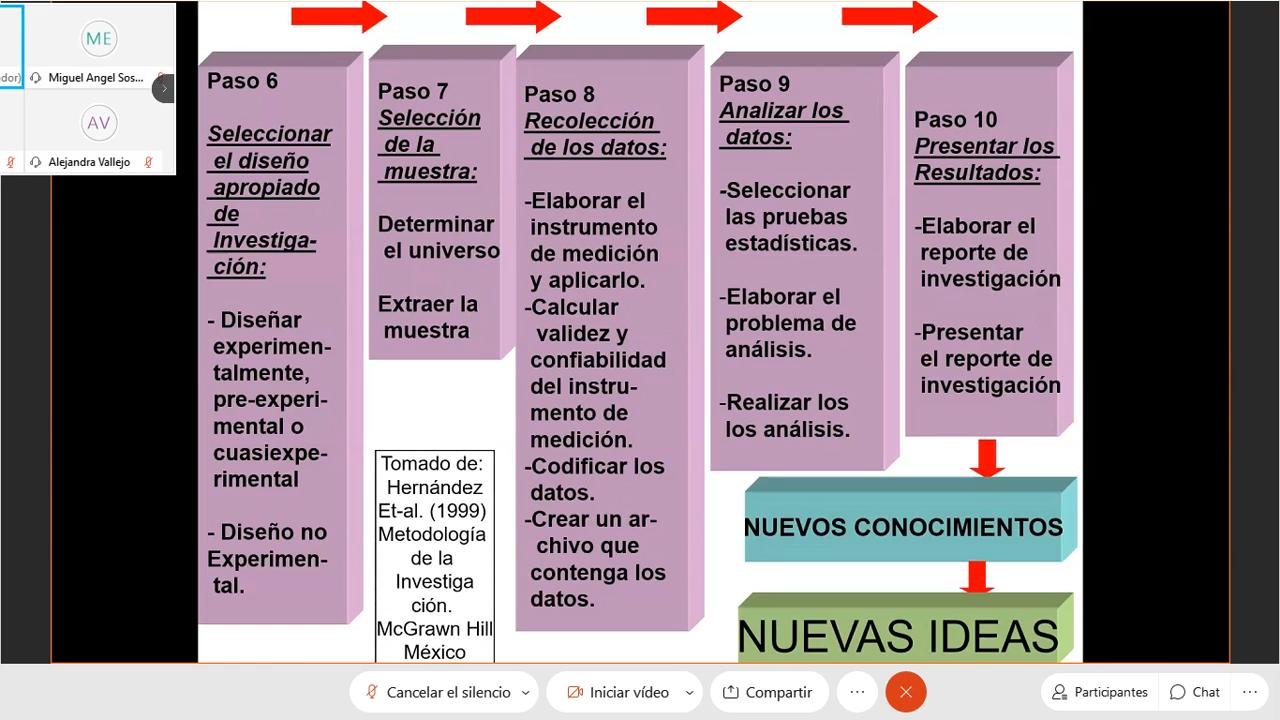 ME
dor)
Miguel Angel Sos...
AV
Alejandra Vallejo
Paso 6
Seleccionar
el diseño
apropiado
de
Investiga-
ción:
- Diseñar
experimen-
talmente,
pre-experi-
mental o
cuasiexpe-
rimental
- Diseño no
Experimen-
tal.
Paso 7
Selección
de la
muestra:
Determinar
el universo
Extraer la
muestra
Tomado de:
Hernández
Et-al. (1999)
Metodología
de la
Investiga
ción.
McGrawn Hill
México
Paso 8
Recolección
de los datos:
-Elaborar el
instrumento
de medición
y aplicarlo.
-Calcular
validez y
confiabilidad
del instru-
mento de
medición.
-Codificar los
datos.
-Crear un ar-
chivo que
contenga los
datos.
Paso 9
Analizar los
datos:
-Seleccionar
las pruebas
estadísticas.
-Elaborar el
problema de
análisis.
-Realizar los
los análisis.
Paso 10
Presentar los
Resultados:
-Elaborar el
reporte de
investigación
-Presentar
el reporte de
investigación
NUEVOS CONOCIMIENTOS
NUEVAS IDEAS
Cancelar el silencio
Iniciar vídeo
Compartir
Participantes
Chat